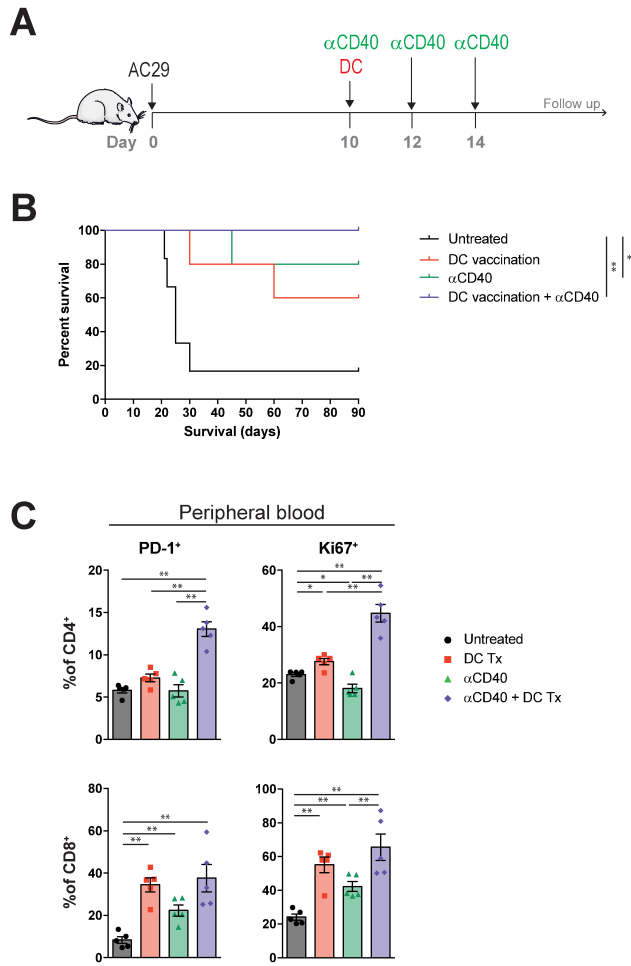 A
αCD40 αCD40 αCD40
AC29 DC
Follow up
Day 0 10 12 14
B
Percent survival
100
80
60
40
20
0
0 10 20 30 40 50 60 70 80 90
Survival (days)
Untreated
DC vaccination
αCD40
DC vaccination + αCD40
**
*
C
Peripheral blood
PD-1⁺
Ki67⁺
%of CD4⁺
20
15
10
5
0
**
**
**
60
40
20
0
**
* **
* **
Untreated
DC Tx
αCD40
αCD40 + DC Tx
%of CD8⁺
80
60
40
20
0
**
**
**
100
80
60
40
20
0
**
** **
**